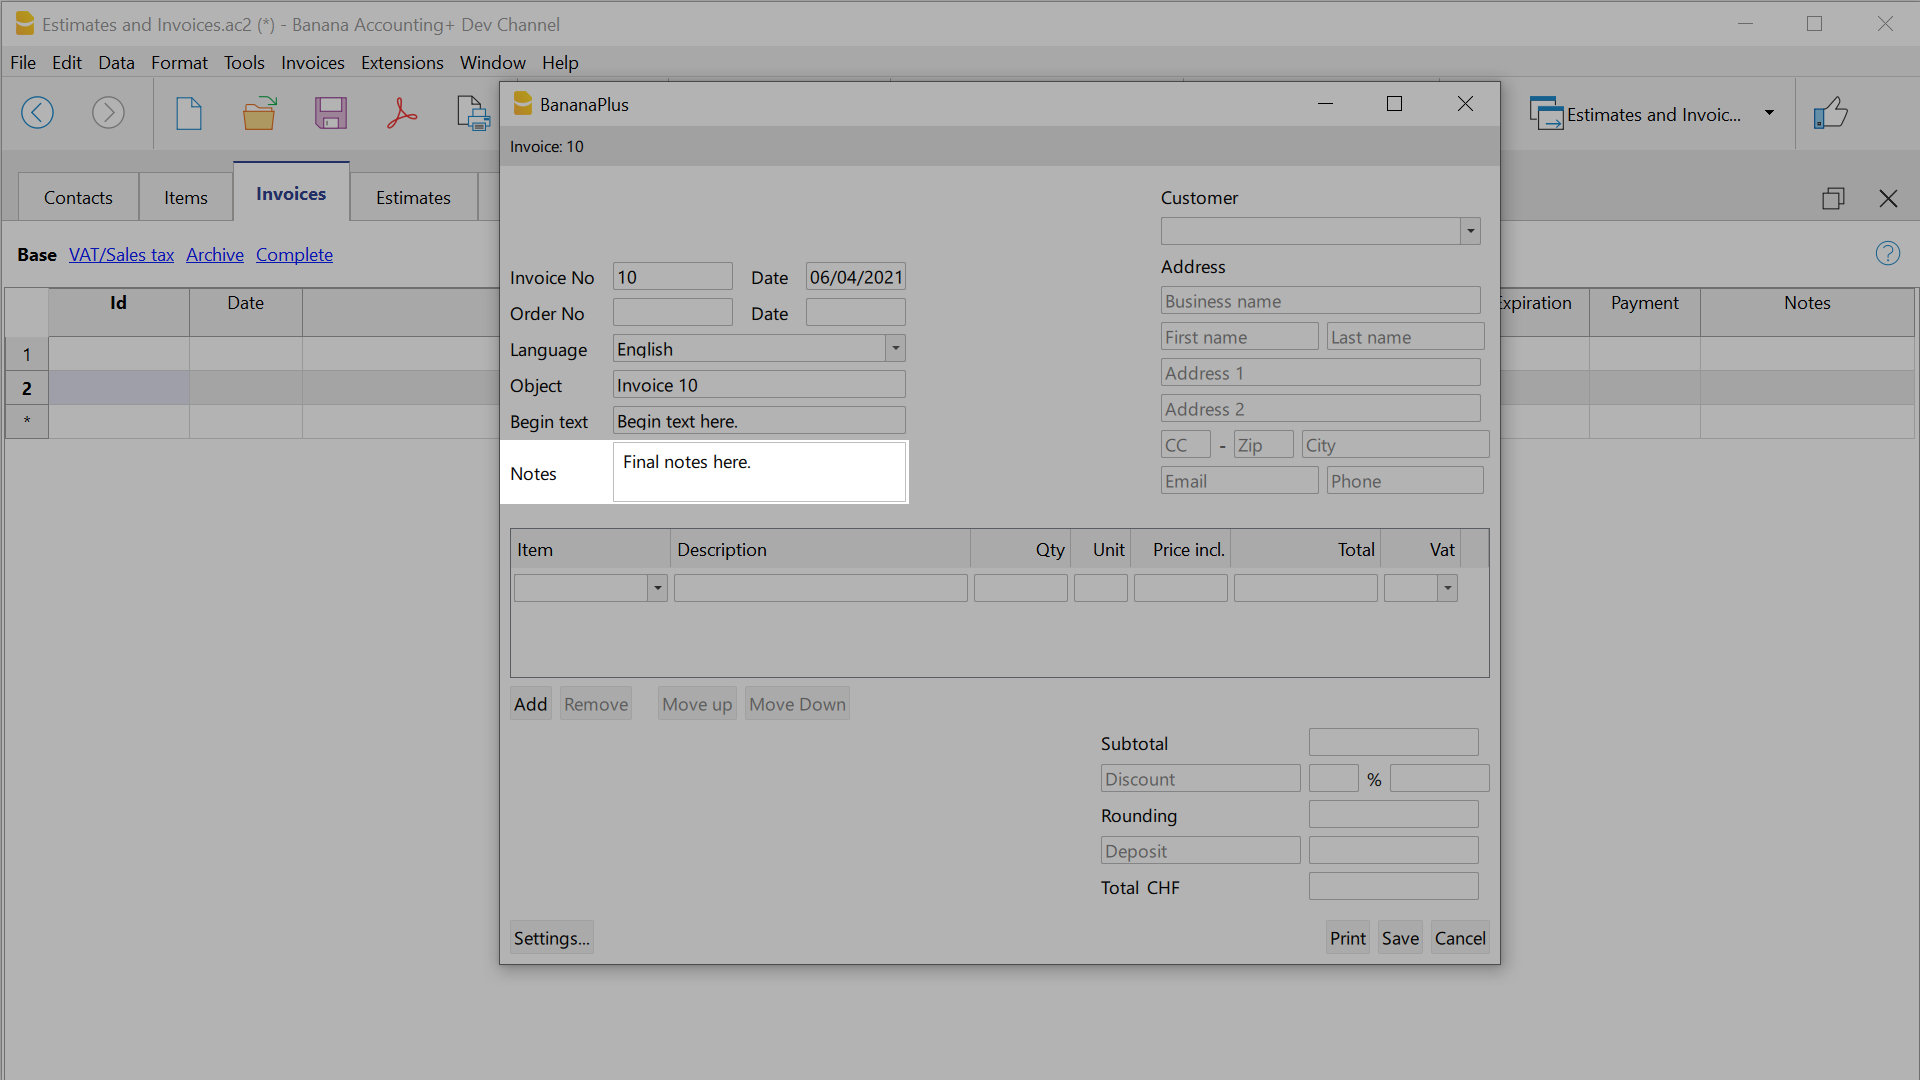 Estimates and Invoices.ac2 (*) - Banana Accounting+ Dev Channel
File Edit Data Format Tools Invoices Extensions Window Help
Estimates and Invoic...
Contacts Items Invoices Estimates
Base VAT/Sales tax Archive Complete
Id Date Expiration Payment Notes
1
2
*
BananaPlus
Invoice: 10
Invoice No 10 Date 06/04/2021
Order No Date
Language English
Object Invoice 10
Begin text Begin text here.
Notes Final notes here.
Customer
Address
Business name
First name Last name
Address 1
Address 2
CC - Zip City
Email Phone
Item Description Qty Unit Price incl. Total Vat
Add Remove Move up Move Down
Subtotal
Discount %
Rounding
Deposit
Total CHF
Settings... Print Save Cancel